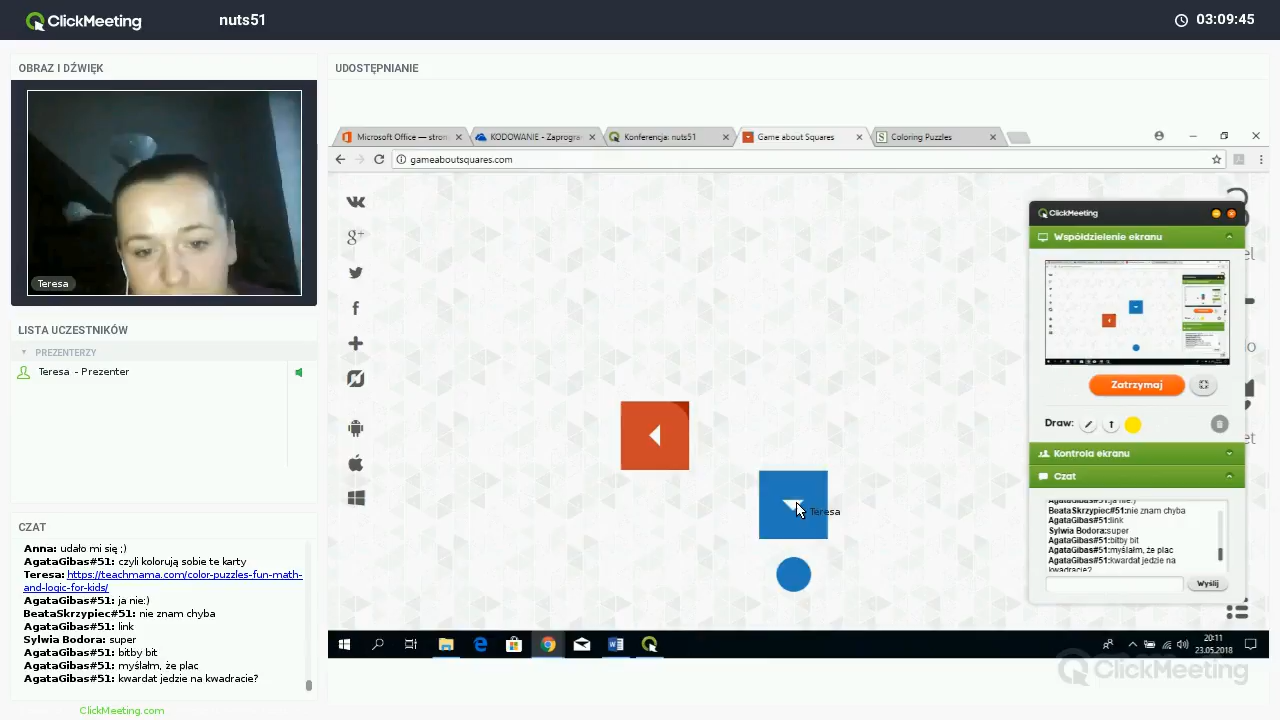 ClickMeeting
nuts51
03:09:45
OBRAZ I DŹWIĘK
Teresa
LISTA UCZESTNIKÓW
PREZENTERZY
Teresa - Prezenter
CZAT
Anna: udało mi się ;)
AgataGibas#51: czyli kolorują sobie te karty
Teresa: https://teachmama.com/color-puzzles-fun-math-
and-logic-for-kids/
AgataGibas#51: ja nie:)
BeataSkrzypiec#51: nie znam chyba
AgataGibas#51: link
Sylwia Bodora: super
AgataGibas#51: bitby bit
AgataGibas#51: myślałm, że plac
AgataGibas#51: kwardat jedzie na kwadracie?
ClickMeeting.com
UDOSTĘPNIANIE
Microsoft Office — stron
KODOWANIE - Zaprogra
Konferencja: nuts51
Game about Squares
Coloring Puzzles
gameaboutsquares.com
Teresa
ClickMeeting
Współdzielenie ekranu
Zatrzymaj
Draw:
Kontrola ekranu
Czat
AgataGibas#51:ja nie:)
BeataSkrzypiec#51:nie znam chyba
AgataGibas#51:link
Sylwia Bodora:super
AgataGibas#51:bitby bit
AgataGibas#51:myślałm, że plac
AgataGibas#51:kwardat jedzie na
kwadracie?
Wyślij
20:11
23.05.2018
ClickMeeting